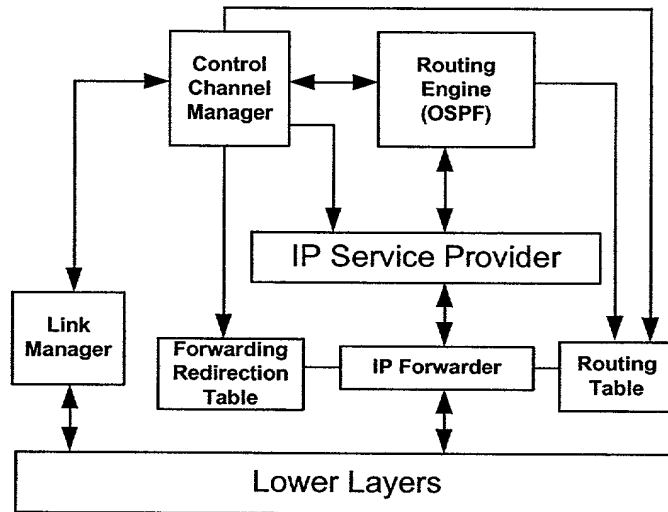 Control
Channel
Manager
Routing
Engine
(OSPF)
IP Service Provider
Link
Manager
Forwarding
Redirection
Table
IP Forwarder
Routing
Table
Lower Layers